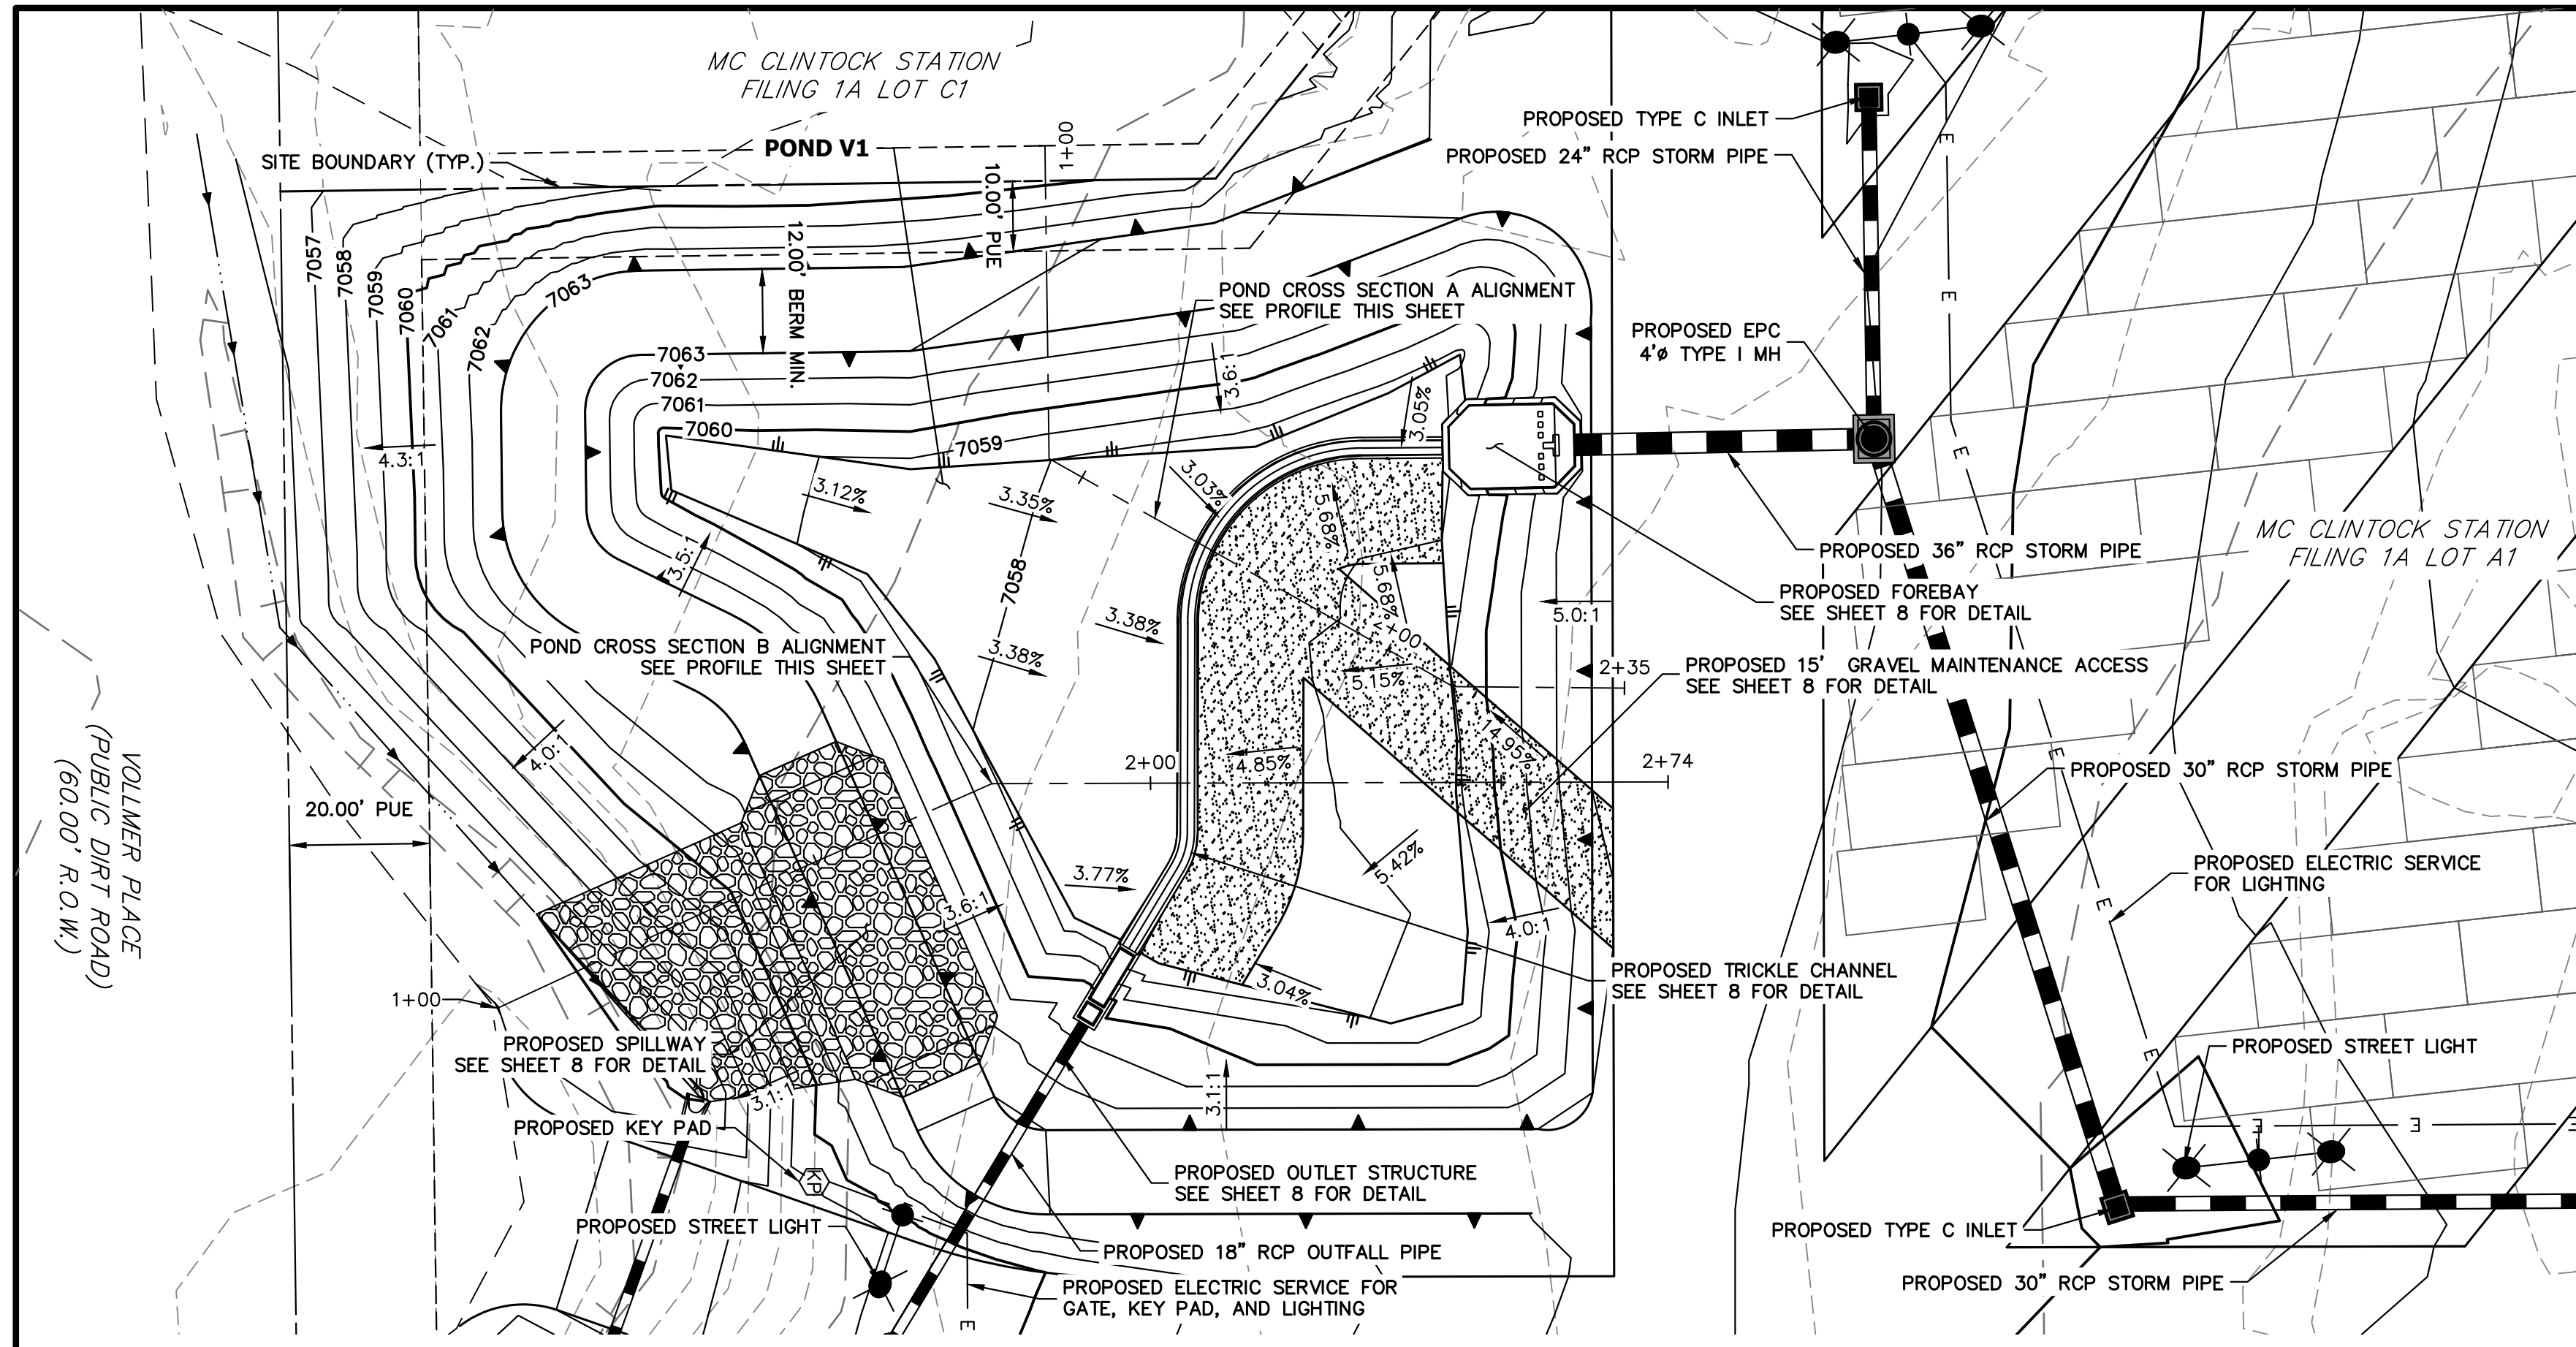 MC CLINTOCK STATION
FILING 1A LOT C1
POND V1
SITE BOUNDARY (TYP.)
1+00
10.00' PUE
12.00' BERM MIN.
7057
7058
7059
7060
7061
7062
7063
7063
7062
7061
7060
7059
7058
POND CROSS SECTION A ALIGNMENT
SEE PROFILE THIS SHEET
PROPOSED TYPE C INLET
PROPOSED 24" RCP STORM PIPE
PROPOSED EPC
4'ø TYPE I MH
E
E
E
E
E
E
E
E
E
E
3.9:1
3.05%
4.3:1
3.12%
3.35%
3.03%
5.68%
5.68%
3.5:1
3.38%
3.38%
2+00
5.15%
5.0:1
2+35
PROPOSED 36" RCP STORM PIPE
PROPOSED FOREBAY
SEE SHEET 8 FOR DETAIL
MC CLINTOCK STATION
FILING 1A LOT A1
POND CROSS SECTION B ALIGNMENT
SEE PROFILE THIS SHEET
PROPOSED 15' GRAVEL MAINTENANCE ACCESS
SEE SHEET 8 FOR DETAIL
4.0:1
2+00
4.85%
14.95%
2+74
PROPOSED 30" RCP STORM PIPE
20.00' PUE
VOLLMER PLACE
(PUBLIC DIRT ROAD)
(60.00' R.O.W.)
3.77%
5.42%
3.6:1
4.0:1
PROPOSED ELECTRIC SERVICE
FOR LIGHTING
3.04%
PROPOSED TRICKLE CHANNEL
SEE SHEET 8 FOR DETAIL
1+00
PROPOSED SPILLWAY
SEE SHEET 8 FOR DETAIL
3.1:1
3.1:1
PROPOSED STREET LIGHT
PROPOSED KEY PAD
KP
PROPOSED OUTLET STRUCTURE
SEE SHEET 8 FOR DETAIL
PROPOSED STREET LIGHT
PROPOSED 18" RCP OUTFALL PIPE
PROPOSED TYPE C INLET
PROPOSED ELECTRIC SERVICE FOR
GATE, KEY PAD, AND LIGHTING
PROPOSED 30" RCP STORM PIPE